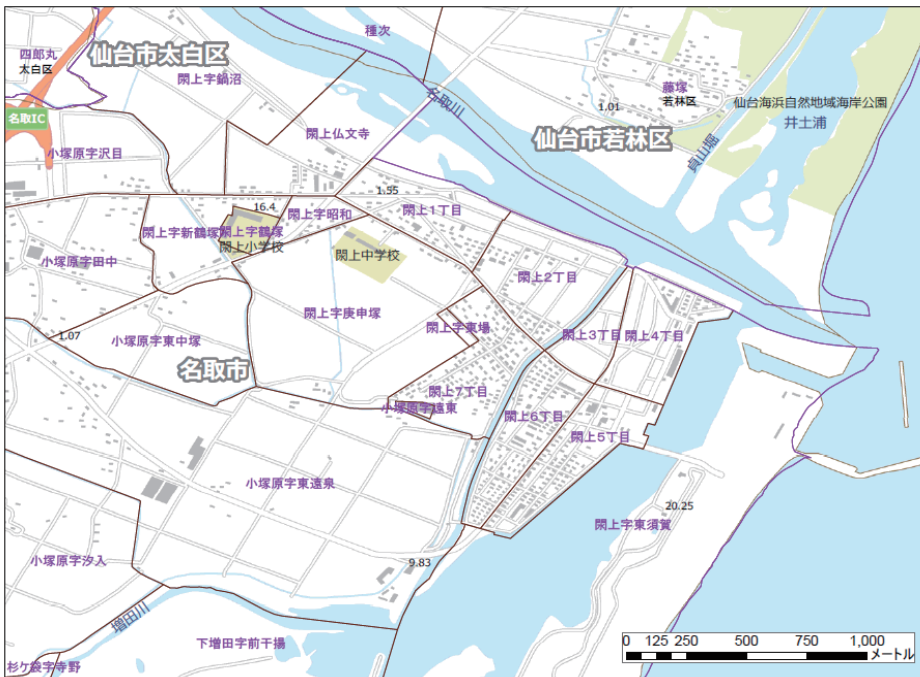 四郎丸
太白区
仙台市太白区
種次
閖上字鍋沼
名取IC
名取川
藤塚
若林区
1.01
仙台海浜自然地域海岸公園
井土浦
閖上仏文寺
仙台市若林区
貞山堀
小塚原字沢目
1.55
16.4
閖上字昭和
閖上1丁目
閖上字新鶴塚
閖上字鶴塚
閖上小学校
閖上中学校
小塚原字田中
閖上2丁目
閖上字庚申塚
閖上字東場
閖上3丁目
閖上4丁目
1.07
小塚原字東中塚
名取市
閖上7丁目
小塚原字遠東
閖上6丁目
閖上5丁目
小塚原字東遠泉
20.25
閖上字東須賀
小塚原字汐入
9.83
増田川
下増田字前干揚
杉ケ袋字寺野
0 125 250 500 750 1,000
メートル